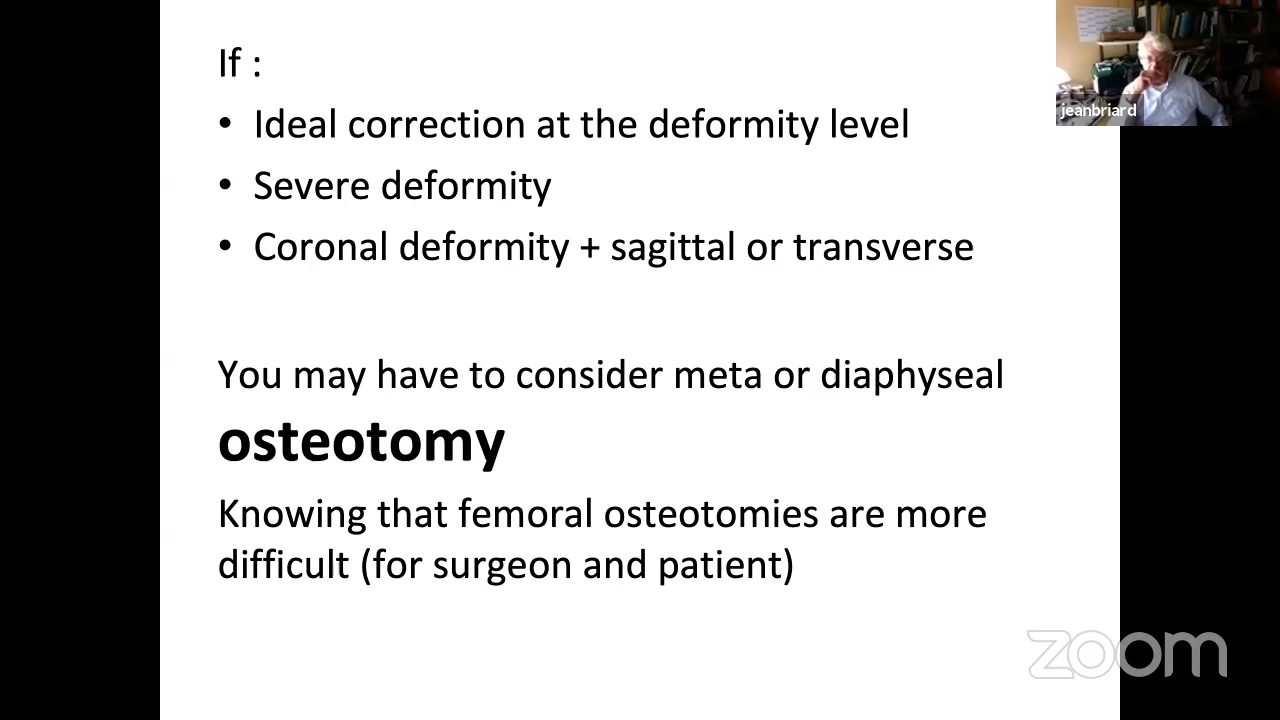 If :
• Ideal correction at the deformity level
• Severe deformity
• Coronal deformity + sagittal or transverse
You may have to consider meta or diaphyseal
osteotomy
Knowing that femoral osteotomies are more
difficult (for surgeon and patient)
jeanbriard
zoom